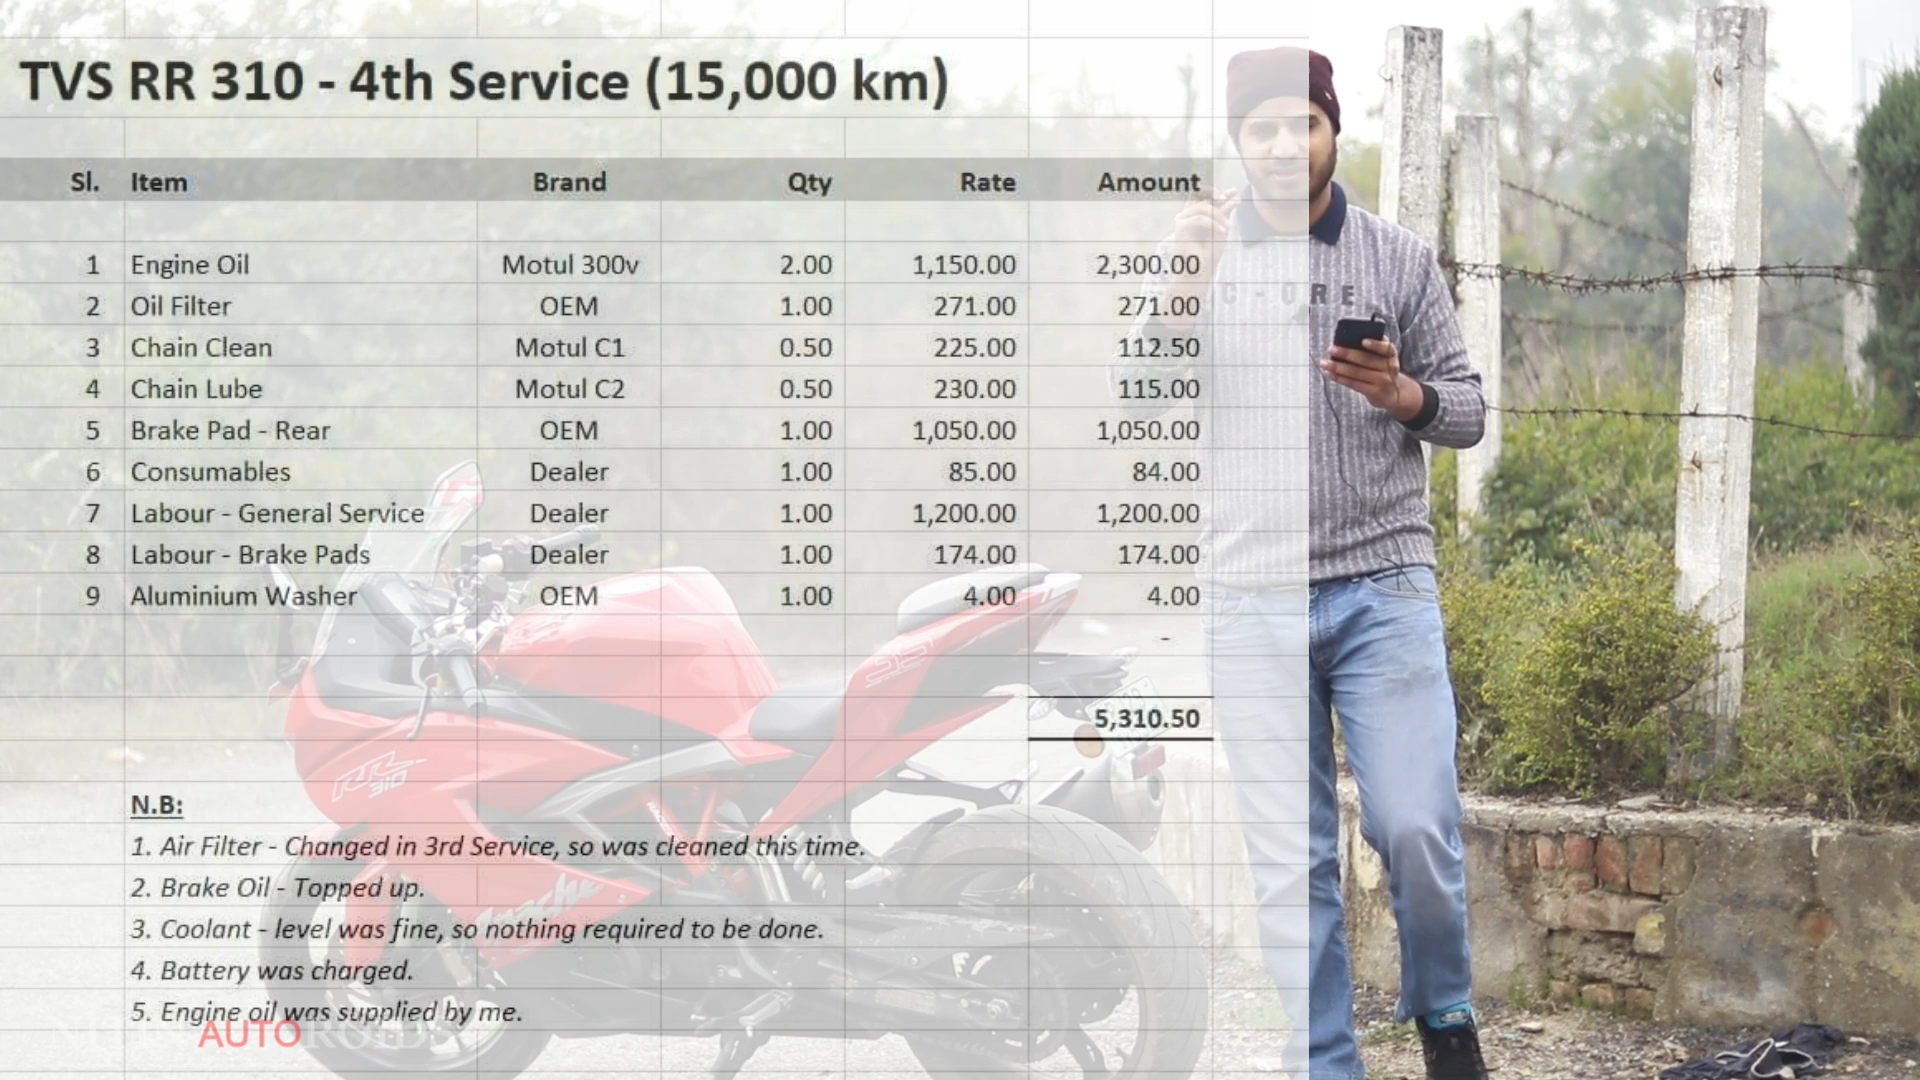 TVS RR 310 - 4th Service (15,000 km)
Sl. Item Brand Qty Rate Amount
1 Engine Oil Motul 300v 2.00 1,150.00 2,300.00
2 Oil Filter OEM 1.00 271.00 271.00
3 Chain Clean Motul C1 0.50 225.00 112.50
4 Chain Lube Motul C2 0.50 230.00 115.00
5 Brake Pad - Rear OEM 1.00 1,050.00 1,050.00
6 Consumables Dealer 1.00 85.00 84.00
7 Labour - General Service Dealer 1.00 1,200.00 1,200.00
8 Labour - Brake Pads Dealer 1.00 174.00 174.00
9 Aluminium Washer OEM 1.00 4.00 4.00
-
5,310.50
N.B:
1. Air Filter - Changed in 3rd Service, so was cleaned this time.
2. Brake Oil - Topped up.
3. Coolant - level was fine, so nothing required to be done.
4. Battery was charged.
5. Engine oil was supplied by me.
AUTO
C-ORE
RR
310
Apache